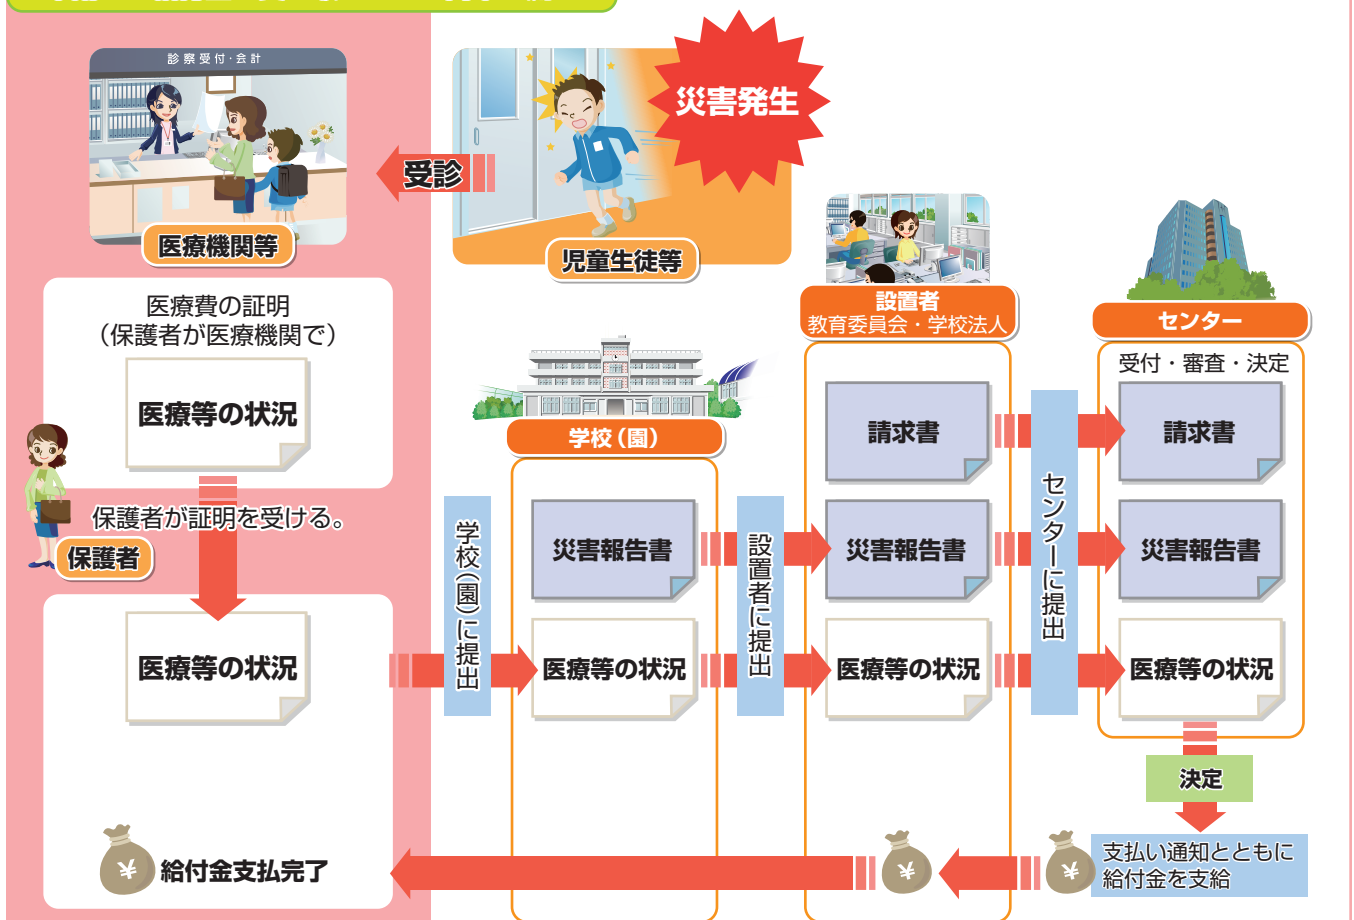 診察受付・会計
災害発生
受診
医療機関等
児童生徒等
医療費の証明
（保護者が医療機関で）
医療等の状況
保護者が証明を受ける。
保護者
医療等の状況
給付金支払完了
学校（園）に提出
学校（園）
災害報告書
医療等の状況
設置者に提出
設置者
教育委員会・学校法人
請求書
災害報告書
医療等の状況
センターに提出
センター
受付・審査・決定
請求書
災害報告書
医療等の状況
決定
支払い通知とともに
給付金を支給
¥
¥
¥